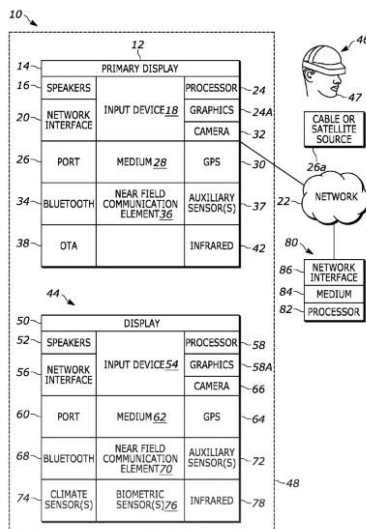 10
12
46
14 PRIMARY DISPLAY
16 SPEAKERS INPUT DEVICE 18 PROCESSOR 24
47
20 NETWORK INTERFACE GRAPHICS 24A
CAMERA 32
CABLE OR SATELLITE SOURCE
26a
26 PORT MEDIUM 28 GPS 30
NETWORK
22
34 BLUETOOTH NEAR FIELD COMMUNICATION ELEMENT 36 AUXILIARY SENSOR(S) 37
38 OTA INFRARED 42
80
86 NETWORK INTERFACE
84 MEDIUM
82 PROCESSOR
44
50 DISPLAY
52 SPEAKERS INPUT DEVICE 54 PROCESSOR 58
56 NETWORK INTERFACE GRAPHICS 58A
CAMERA 66
60 PORT MEDIUM 62 GPS 64
68 BLUETOOTH NEAR FIELD COMMUNICATION ELEMENT 70 AUXILIARY SENSOR(S) 72
74 CLIMATE SENSOR(S) BIOMETRIC SENSOR(S) 76 INFRARED 78
48